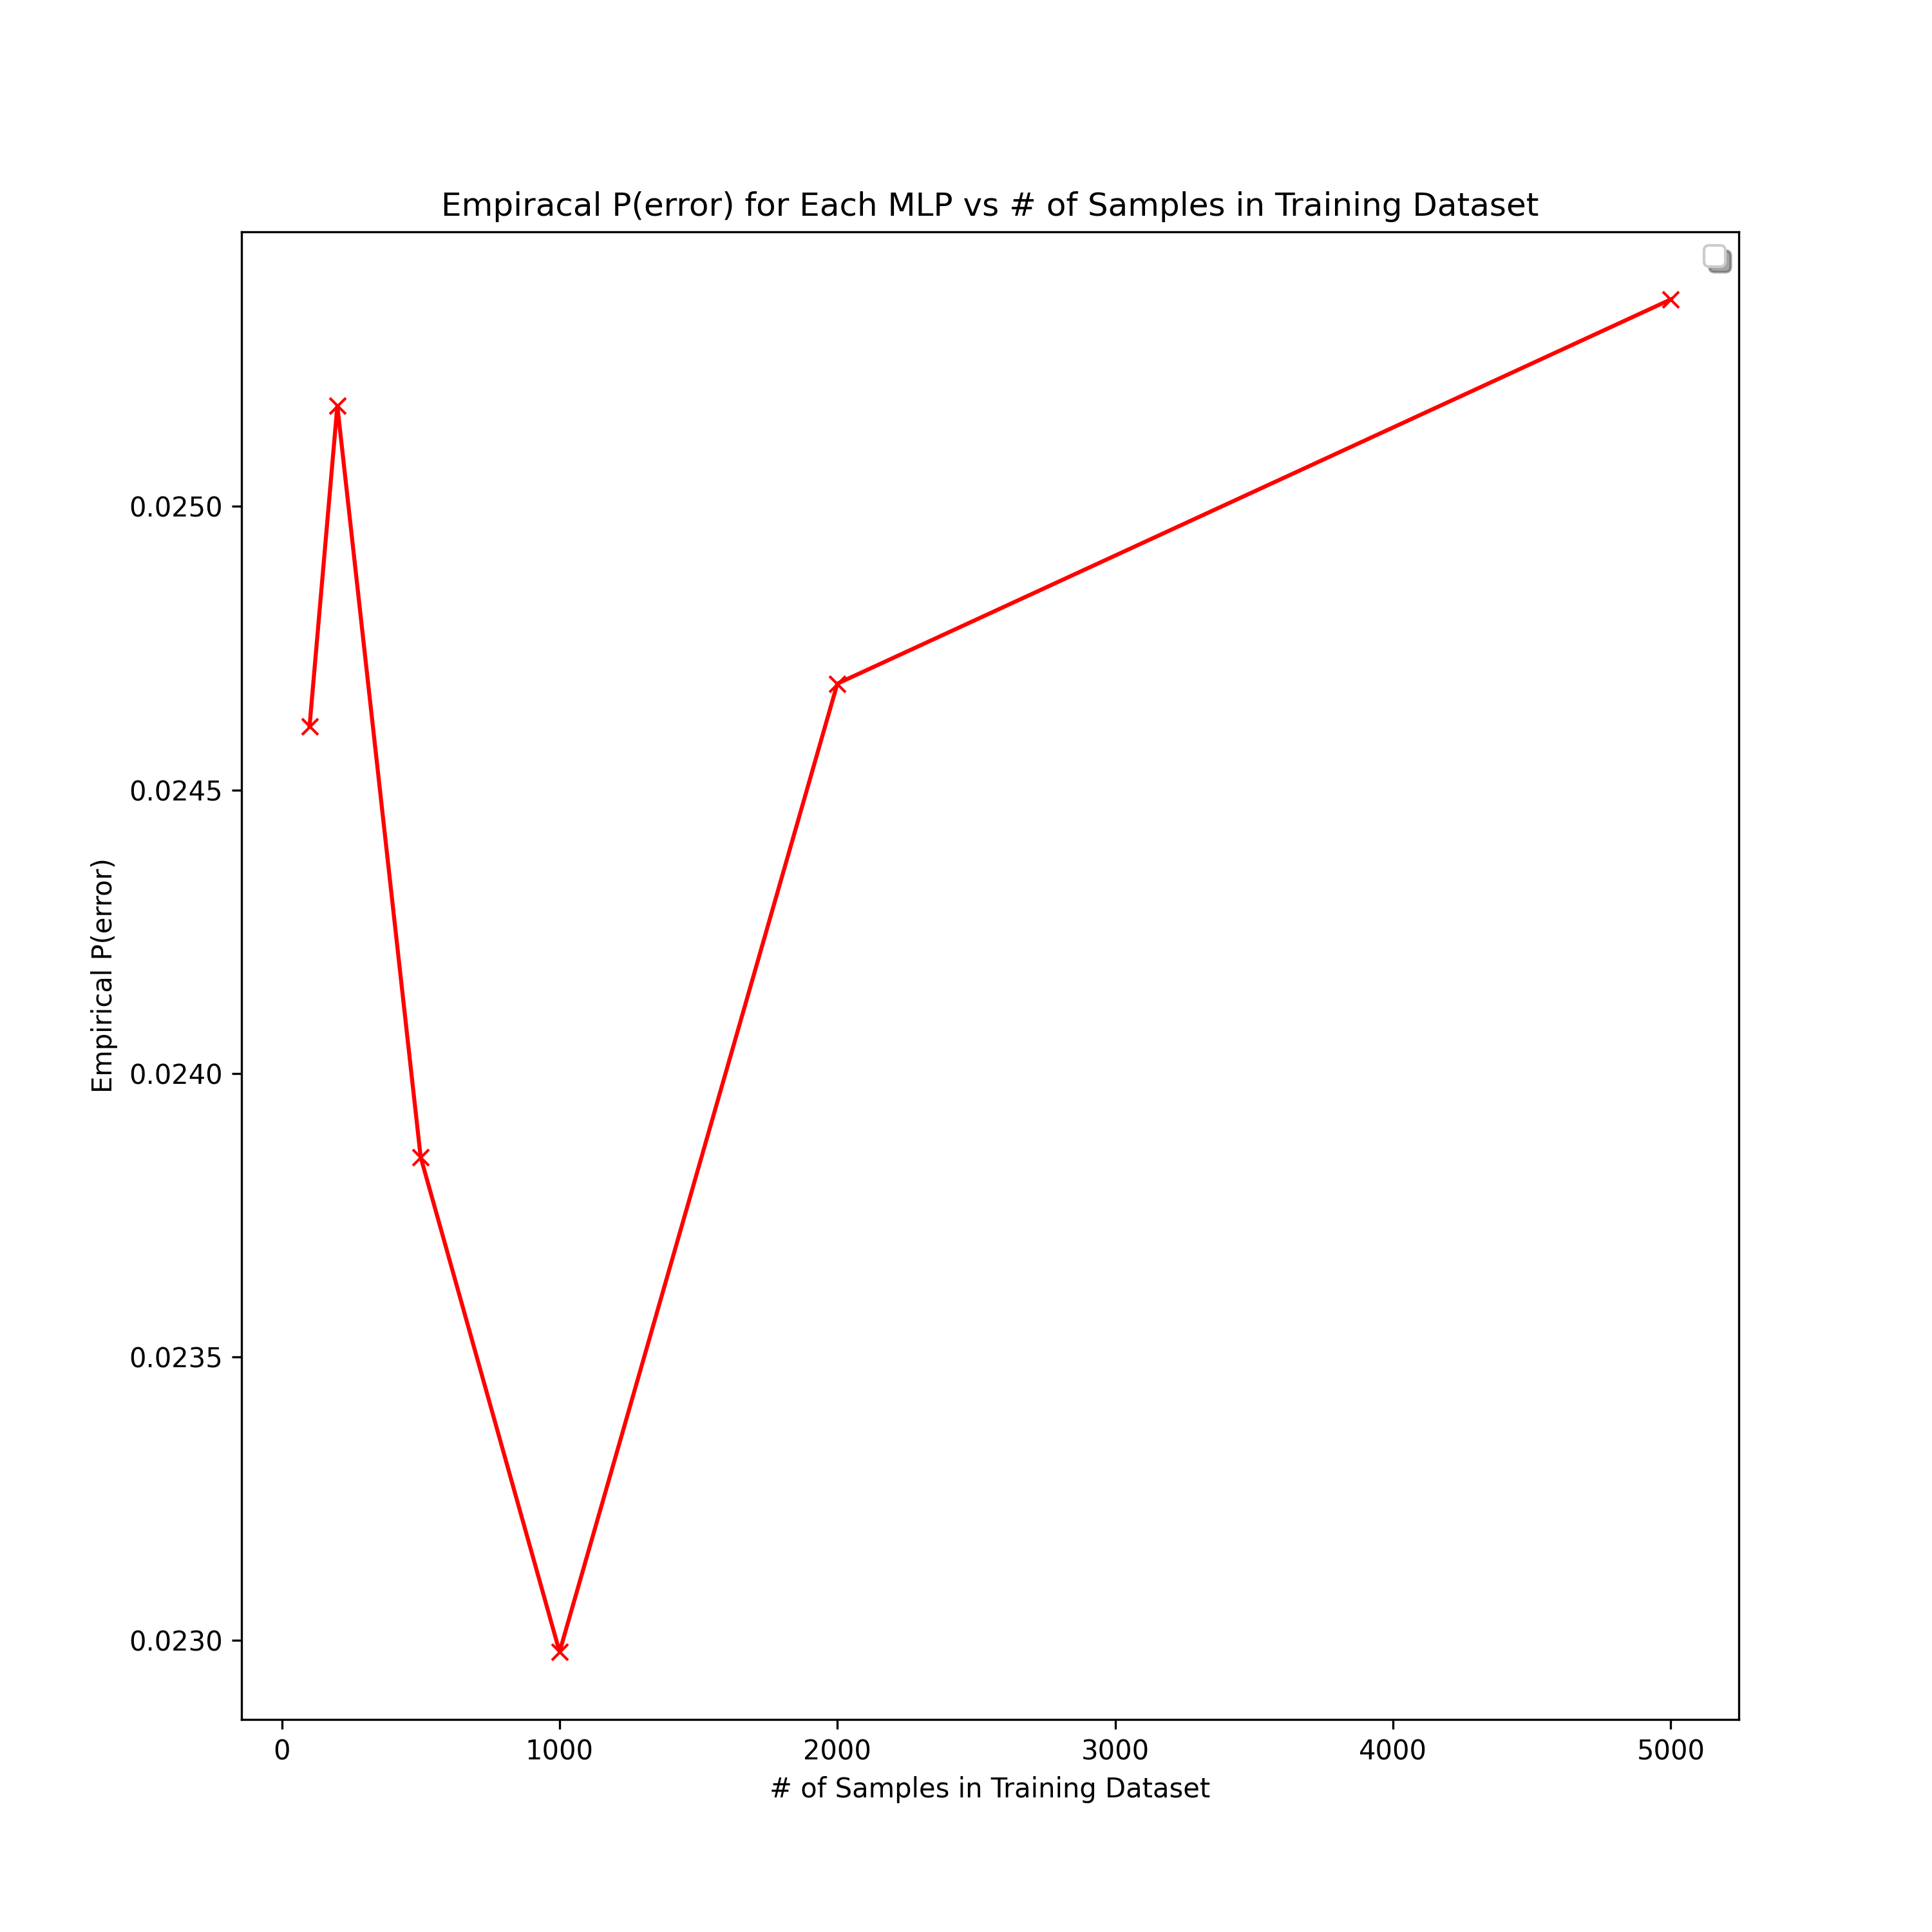 Empiracal P(error) for Each MLP vs # of Samples in Training Dataset
0.0250
0.0245
0.0240
0.0235
0.0230
Empirical P(error)
0 1000 2000 3000 4000 5000
# of Samples in Training Dataset